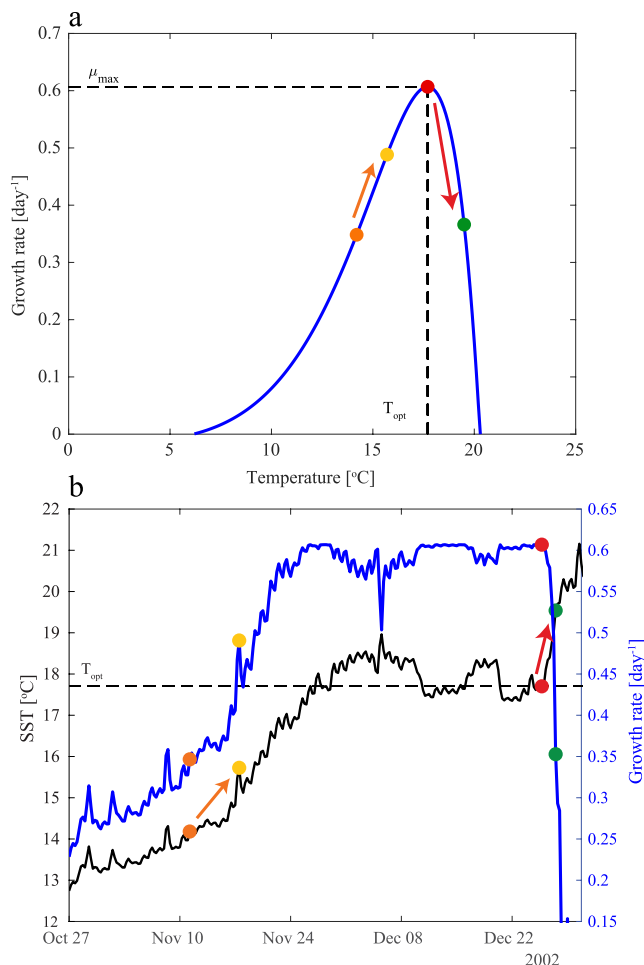 a
0.7
0.6
0.5
0.4
0.3
0.2
0.1
0
μmax
Topt
Growth rate [day-1]
0 5 10 15 20 25
Temperature [oC]
b
22
21
20
19
18
17
16
15
14
13
12
SST [oC]
Topt
0.65
0.6
0.55
0.5
0.45
0.4
0.35
0.3
0.25
0.2
0.15
Growth rate [day-1]
Oct 27 Nov 10 Nov 24 Dec 08 Dec 22
2002